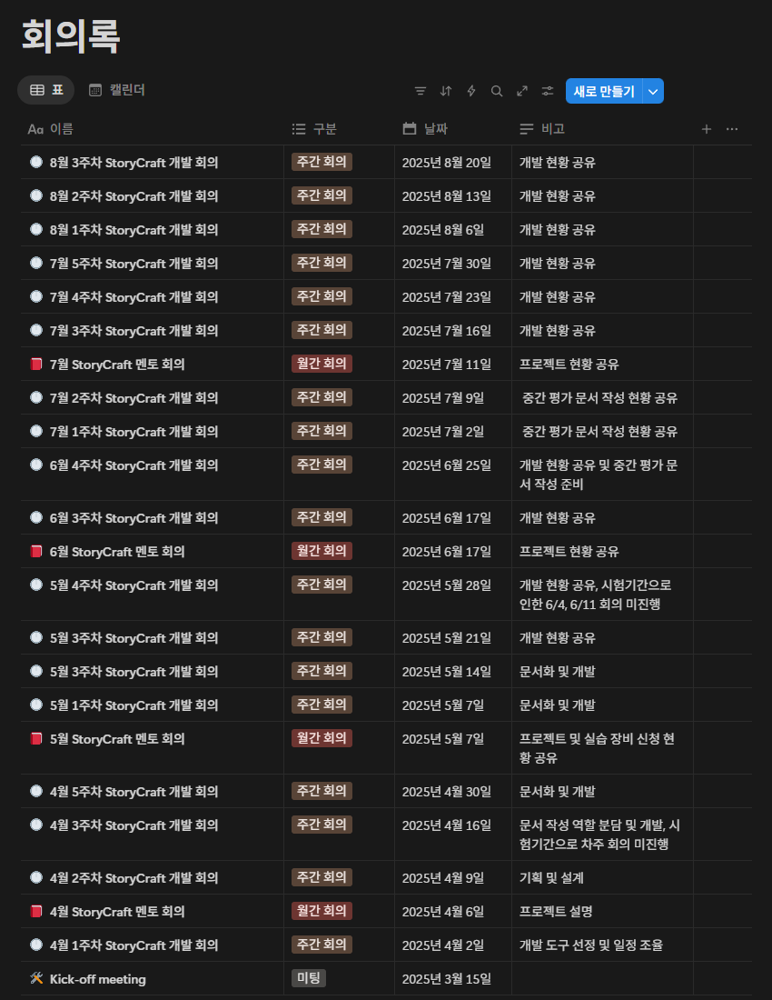 회의록
표 캘린더 새로 만들기
Aa 이름 구분 날짜 비고
8월 3주차 StoryCraft 개발 회의 주간 회의 2025년 8월 20일 개발 현황 공유
8월 2주차 StoryCraft 개발 회의 주간 회의 2025년 8월 13일 개발 현황 공유
8월 1주차 StoryCraft 개발 회의 주간 회의 2025년 8월 6일 개발 현황 공유
7월 5주차 StoryCraft 개발 회의 주간 회의 2025년 7월 30일 개발 현황 공유
7월 4주차 StoryCraft 개발 회의 주간 회의 2025년 7월 23일 개발 현황 공유
7월 3주차 StoryCraft 개발 회의 주간 회의 2025년 7월 16일 개발 현황 공유
7월 StoryCraft 멘토 회의 월간 회의 2025년 7월 11일 프로젝트 현황 공유
7월 2주차 StoryCraft 개발 회의 주간 회의 2025년 7월 9일 중간 평가 문서 작성 현황 공유
7월 1주차 StoryCraft 개발 회의 주간 회의 2025년 7월 2일 중간 평가 문서 작성 현황 공유
6월 4주차 StoryCraft 개발 회의 주간 회의 2025년 6월 25일 개발 현황 공유 및 중간 평가 문
서 작성 준비
6월 3주차 StoryCraft 개발 회의 주간 회의 2025년 6월 17일 개발 현황 공유
6월 StoryCraft 멘토 회의 월간 회의 2025년 6월 17일 프로젝트 현황 공유
5월 4주차 StoryCraft 개발 회의 주간 회의 2025년 5월 28일 개발 현황 공유, 시험기간으로
인한 6/4, 6/11 회의 미진행
5월 3주차 StoryCraft 개발 회의 주간 회의 2025년 5월 21일 개발 현황 공유
5월 3주차 StoryCraft 개발 회의 주간 회의 2025년 5월 14일 문서화 및 개발
5월 1주차 StoryCraft 개발 회의 주간 회의 2025년 5월 7일 문서화 및 개발
5월 StoryCraft 멘토 회의 월간 회의 2025년 5월 7일 프로젝트 및 실습 장비 신청 현
황 공유
4월 5주차 StoryCraft 개발 회의 주간 회의 2025년 4월 30일 문서화 및 개발
4월 3주차 StoryCraft 개발 회의 주간 회의 2025년 4월 16일 문서 작성 역할 분담 및 개발, 시
험기간으로 차주 회의 미진행
4월 2주차 StoryCraft 개발 회의 주간 회의 2025년 4월 9일 기획 및 설계
4월 StoryCraft 멘토 회의 월간 회의 2025년 4월 6일 프로젝트 설명
4월 1주차 StoryCraft 개발 회의 주간 회의 2025년 4월 2일 개발 도구 선정 및 일정 조율
Kick-off meeting 미팅 2025년 3월 15일